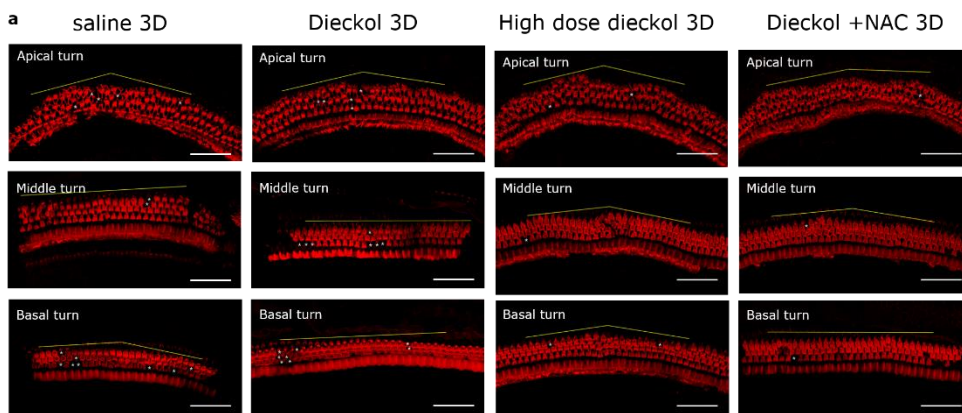 a
saline 3D Dieckol 3D High dose dieckol 3D Dieckol +NAC 3D
Apical turn Apical turn Apical turn Apical turn
Middle turn Middle turn Middle turn Middle turn
Basal turn Basal turn Basal turn Basal turn